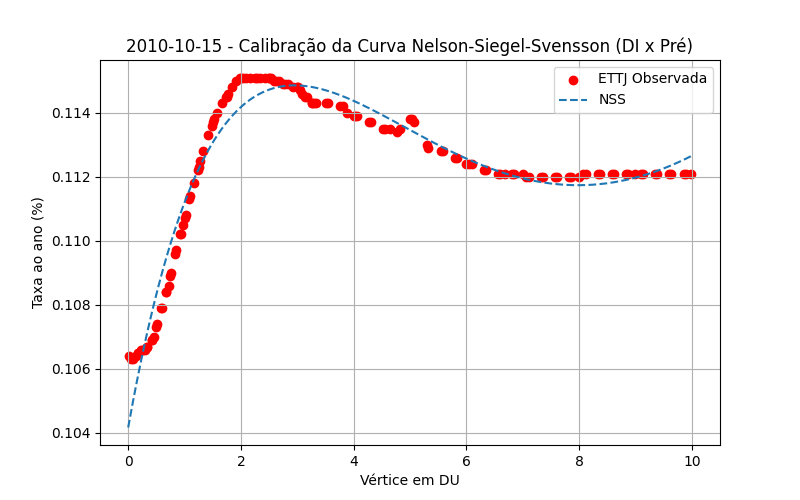 2010-10-15 - Calibração da Curva Nelson-Siegel-Svensson (DI x Pré)
ETTJ Observada
NSS
Taxa ao ano (%)
0.114
0.112
0.110
0.108
0.106
0.104
0 2 4 6 8 10
Vértice em DU